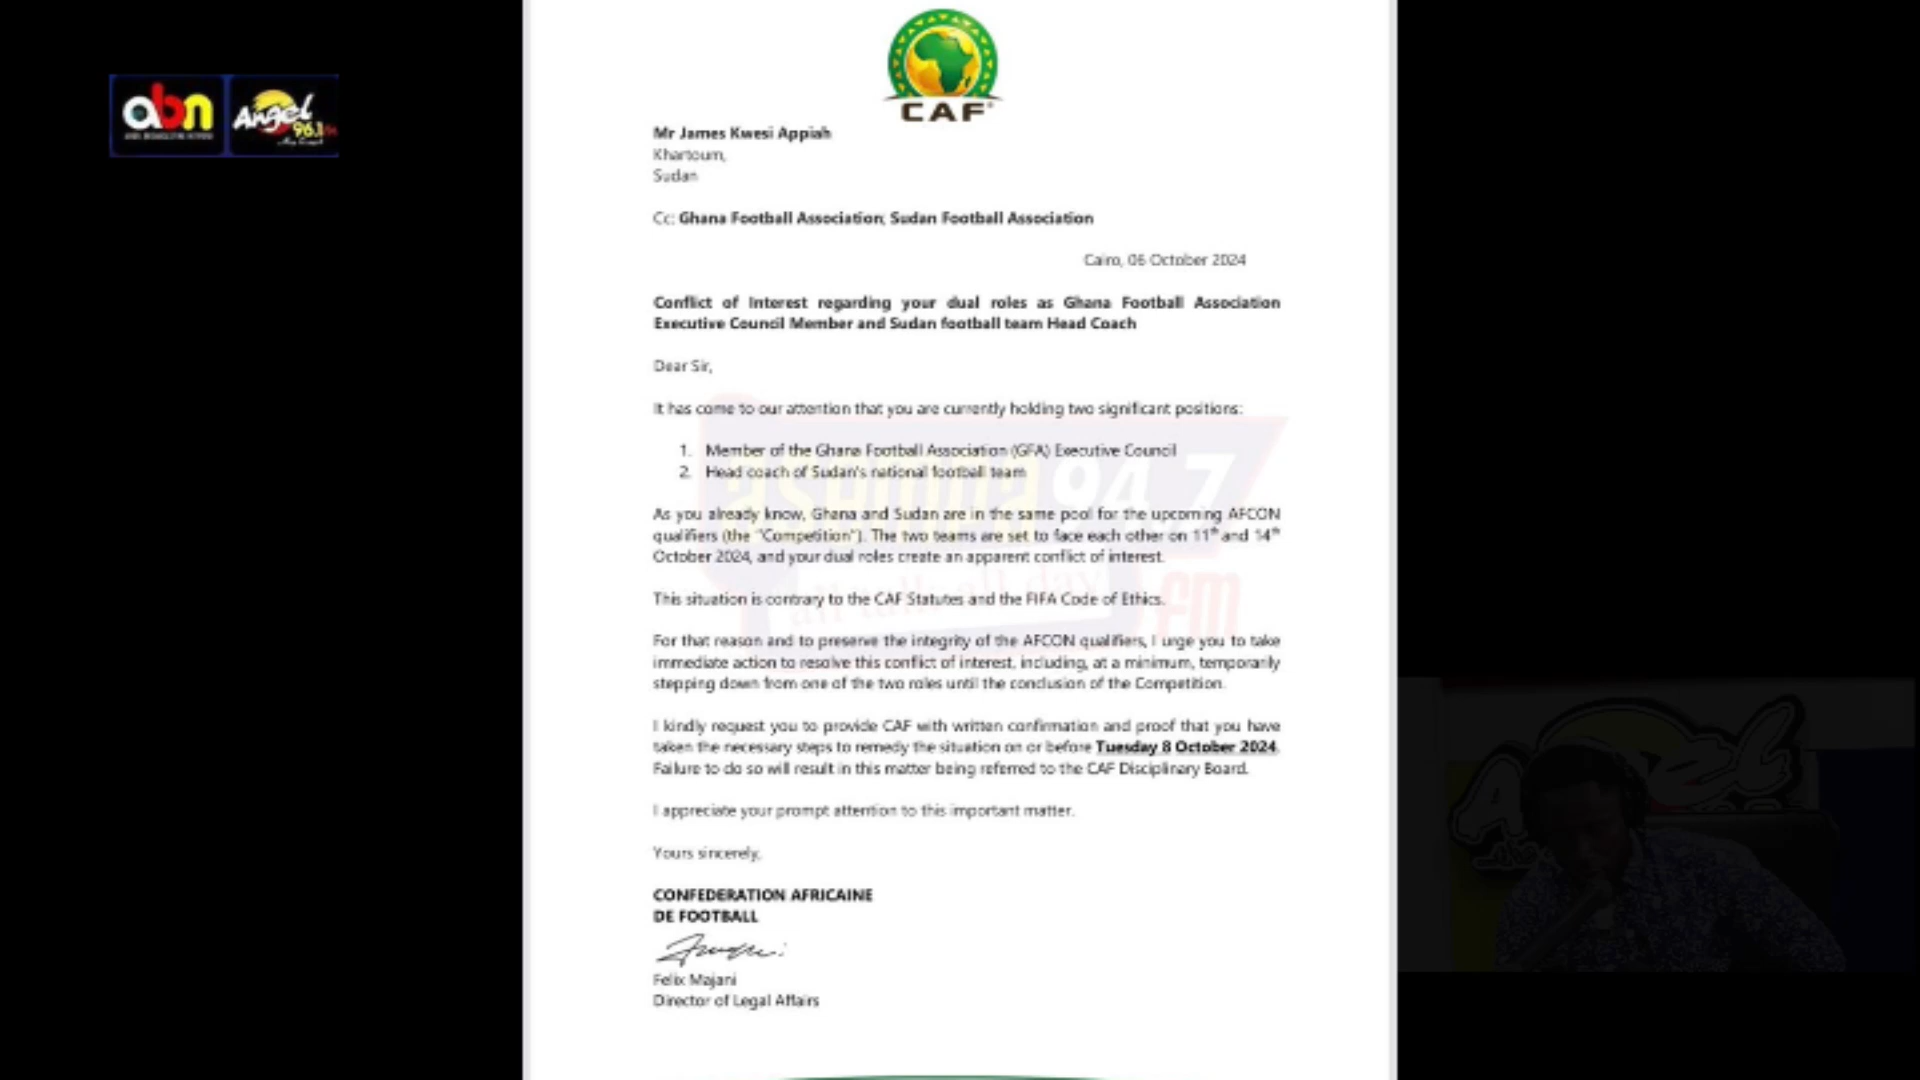 abn
Angel
96.1
CAF
Mr James Kwesi Appiah
Khartoum,
Sudan
Cc: Ghana Football Association; Sudan Football Association
Cairo, 06 October 2024
Conflict of Interest regarding your dual roles as Ghana Football Association
Executive Council Member and Sudan football team Head Coach
Dear Sir,
It has come to our attention that you are currently holding two significant positions:
1. Member of the Ghana Football Association (GFA) Executive Council
2. Head coach of Sudan's national football team
As you already know, Ghana and Sudan are in the same pool for the upcoming AFCON
qualifiers (the "Competition"). The two teams are set to face each other on 11th and 14th
October 2024, and your dual roles create an apparent conflict of interest.
This situation is contrary to the CAF Statutes and the FIFA Code of Ethics.
For that reason and to preserve the integrity of the AFCON qualifiers, I urge you to take
immediate action to resolve this conflict of interest, including, at a minimum, temporarily
stepping down from one of the two roles until the conclusion of the Competition.
I kindly request you to provide CAF with written confirmation and proof that you have
taken the necessary steps to remedy the situation on or before Tuesday 8 October 2024.
Failure to do so will result in this matter being referred to the CAF Disciplinary Board.
I appreciate your prompt attention to this important matter.
Yours sincerely,
CONFEDERATION AFRICAINE
DE FOOTBALL
Felix Majani
Director of Legal Affairs
asempa 94.7
all talk all day
fm